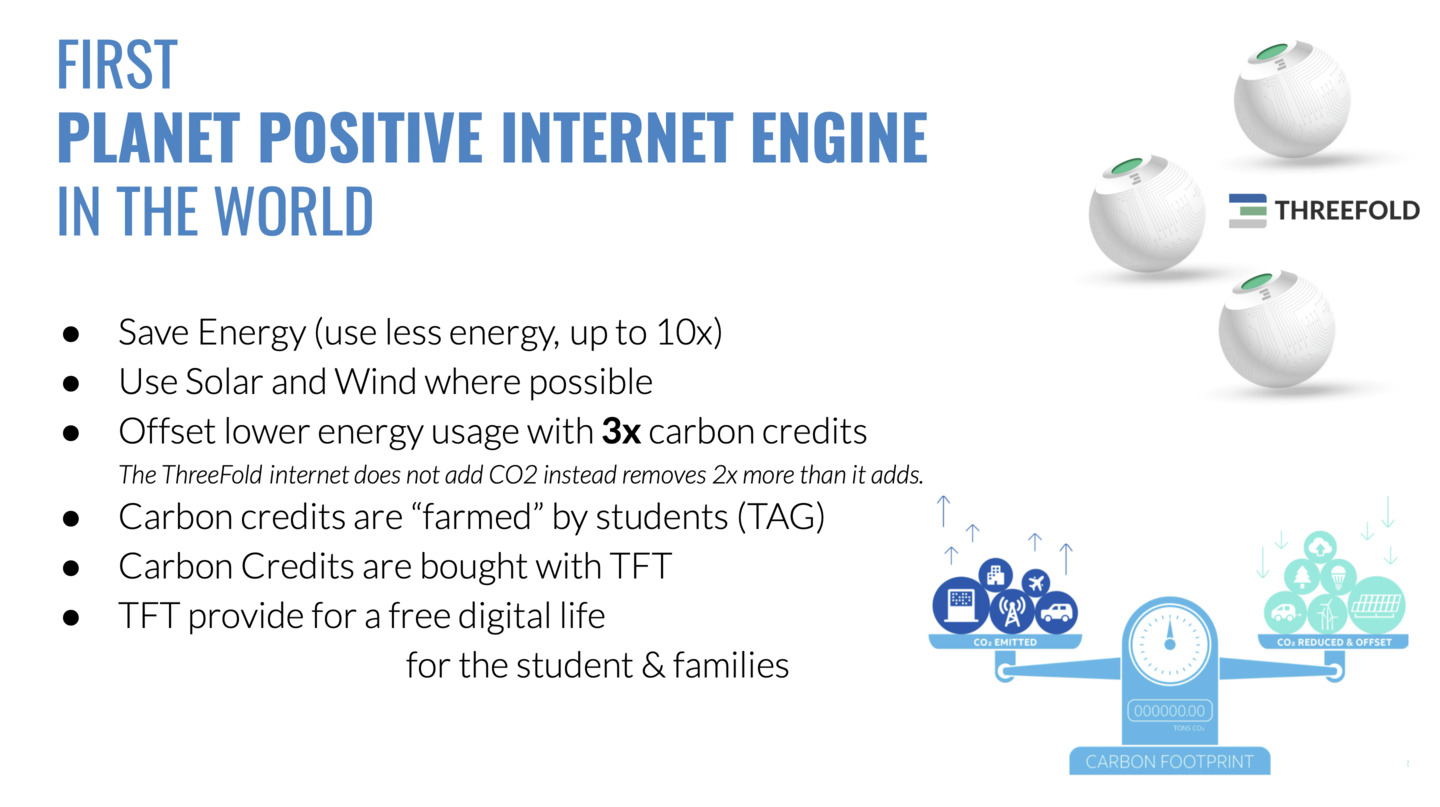 FIRST
PLANET POSITIVE INTERNET ENGINE
IN THE WORLD
THREEFOLD
● Save Energy (use less energy, up to 10x)
● Use Solar and Wind where possible
● Offset lower energy usage with 3x carbon credits
The ThreeFold internet does not add CO2 instead removes 2x more than it adds.
● Carbon credits are “farmed” by students (TAG)
● Carbon Credits are bought with TFT
● TFT provide for a free digital life
for the student & families
CO₂ EMITTED
CO₂ REDUCED & OFFSET
000000.00
TONS CO₂
CARBON FOOTPRINT